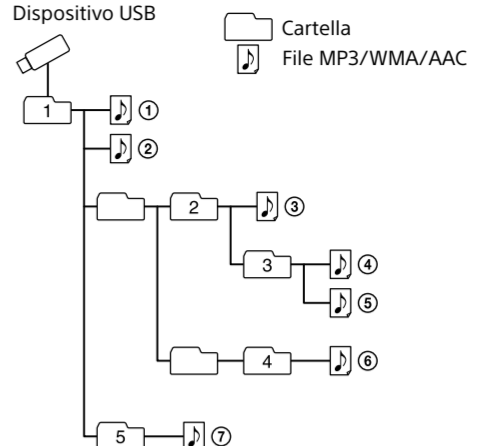 Dispositivo USB
Cartella
File MP3/WMA/AAC
1 ①
②
2 ③
3 ④
⑤
4 ⑥
5 ⑦